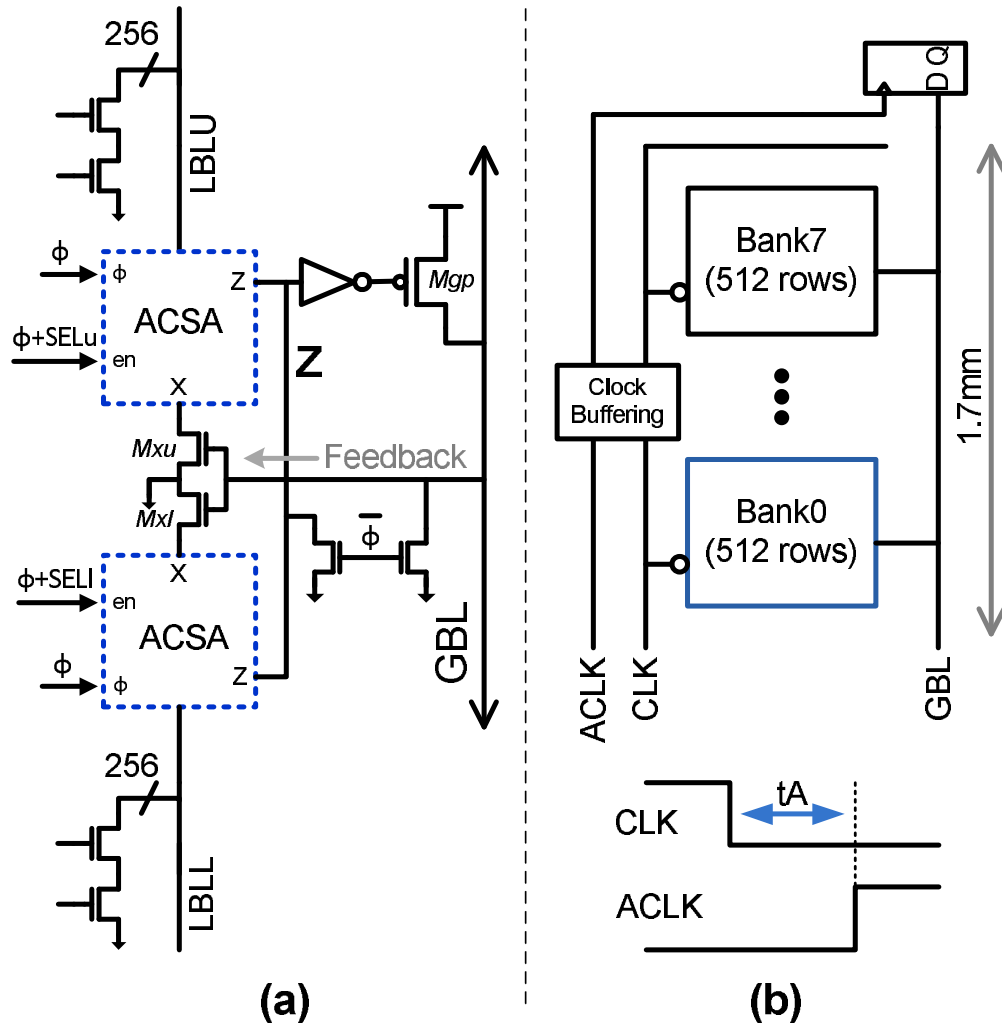 256
LBLU
ϕ
ϕ
Z
ACSA
ϕ+SELu
en
X
Mgp
Z
Mxu
Feedback
Mxl
ϕ
X
ϕ+SELl
en
ACSA
ϕ
ϕ
Z
GBL
256
LBLL
(a)
D Q
Bank7
(512 rows)
Clock
Buffering
1.7mm
Bank0
(512 rows)
ACLK
CLK
GBL
tA
CLK
ACLK
(b)